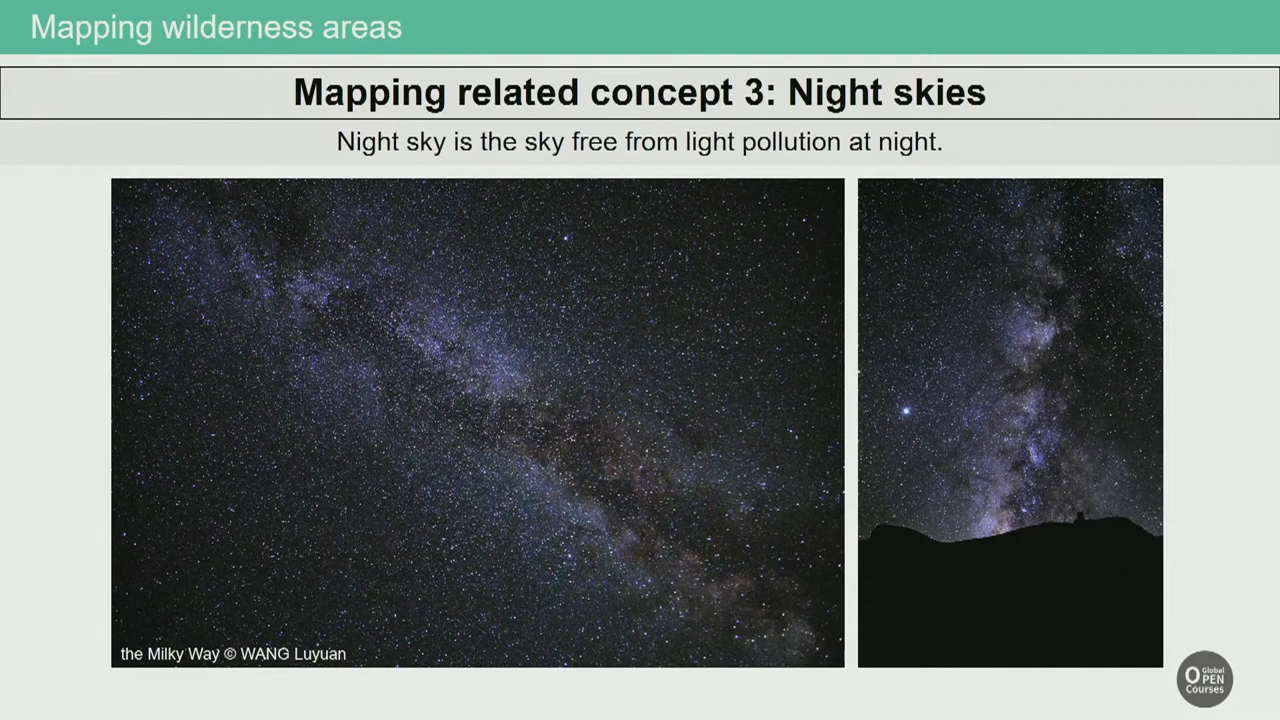 Mapping wilderness areas
Mapping related concept 3: Night skies
Night sky is the sky free from light pollution at night.
the Milky Way © WANG Luyuan
Global
OPEN
Courses